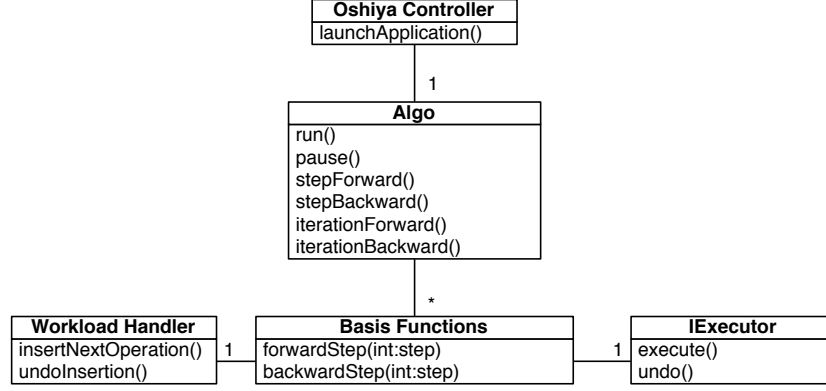 Oshiya Controller
launchApplication()
1
Algo
run()
pause()
stepForward()
stepBackward()
iterationForward()
iterationBackward()
*
Workload Handler
insertNextOperation()
undoInsertion()
1
Basis Functions
forwardStep(int:step)
backwardStep(int:step)
1
IExecutor
execute()
undo()